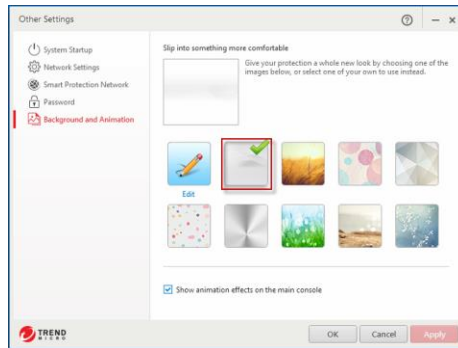 Other Settings
System Startup
Network Settings
Smart Protection Network
Password
Background and Animation
Slip into something more comfortable
Give your protection a whole new look by choosing one of the
images below, or select one of your own to use instead.
Edit
Show animation effects on the main console
TREND
MICRO
OK
Cancel
Apply